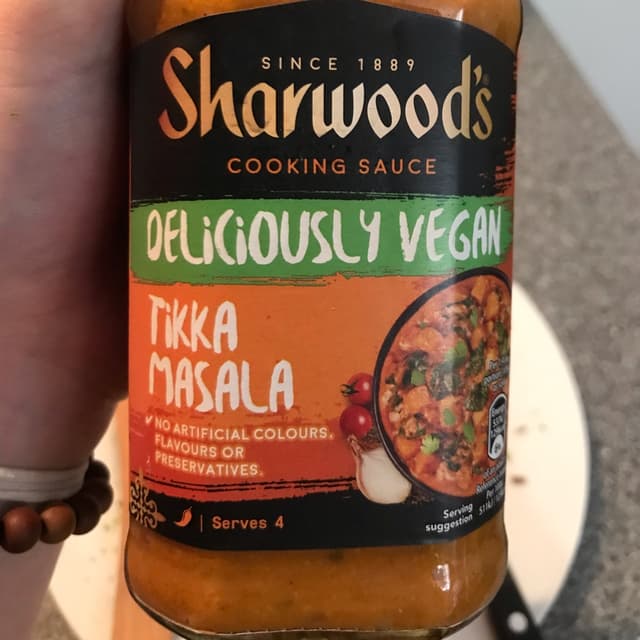 SINCE 1889
Sharwood's
COOKING SAUCE
DELiCiOUSLY VEGAN
TiKKA
MASALA
NO ARTIFICIAL COLOURS,
FLAVOURS OR
PRESERVATIVES.
Serves 4
Serving
suggestion